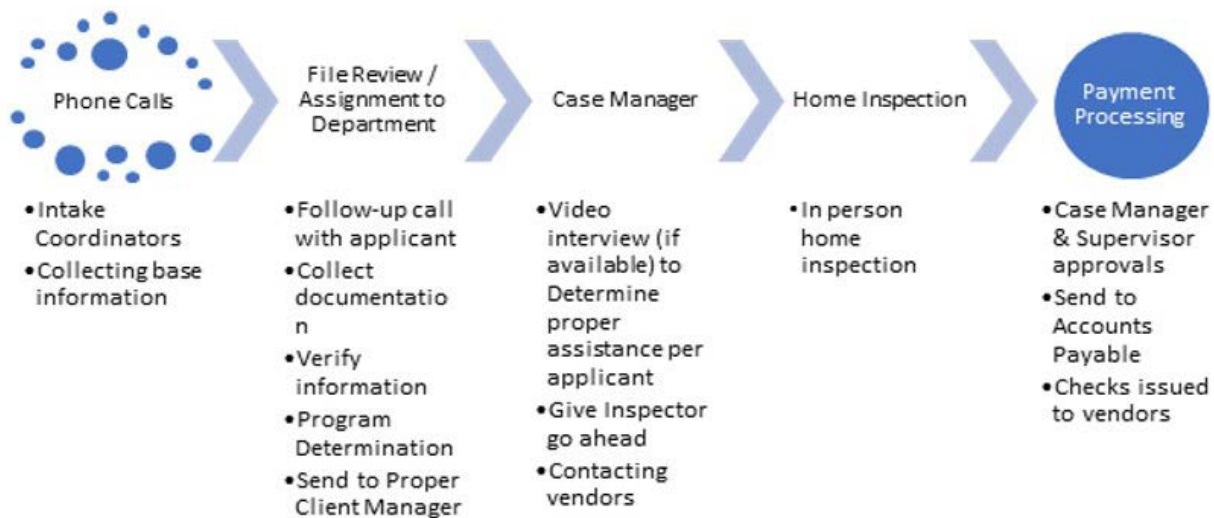 Phone Calls
File Review /
Assignment to
Department
Case Manager
Home Inspection
Payment
Processing
•Intake
Coordinators
•Collecting base
information
•Follow-up call
with applicant
•Collect
documentatio
n
•Verify
information
•Program
Determination
•Send to Proper
Client Manager
•Video
interview (if
available) to
Determine
proper
assistance per
applicant
•Give Inspector
go ahead
•Contacting
vendors
•In person
home
inspection
•Case Manager
& Supervisor
approvals
•Send to
Accounts
Payable
•Checks issued
to vendors